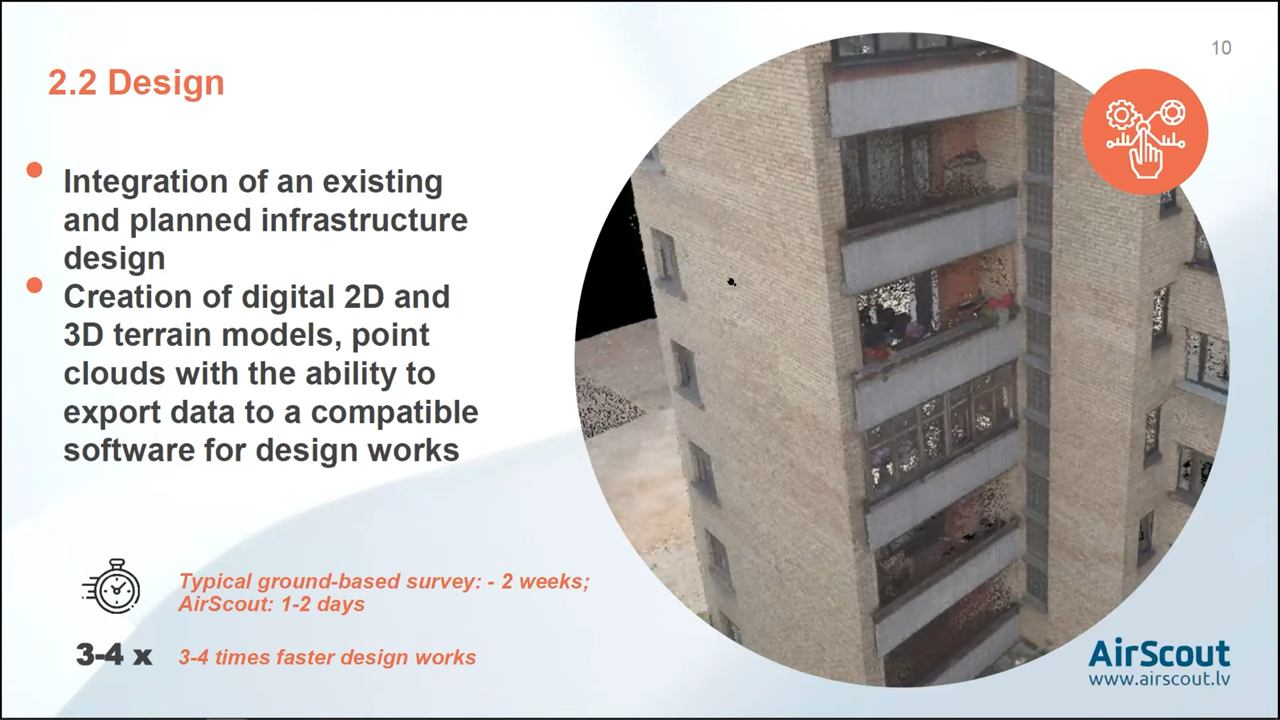 10
2.2 Design
Integration of an existing
and planned infrastructure
design
Creation of digital 2D and
3D terrain models, point
clouds with the ability to
export data to a compatible
software for design works
Typical ground-based survey: - 2 weeks;
AirScout: 1-2 days
3-4 x
3-4 times faster design works
AirScout
www.airscout.lv